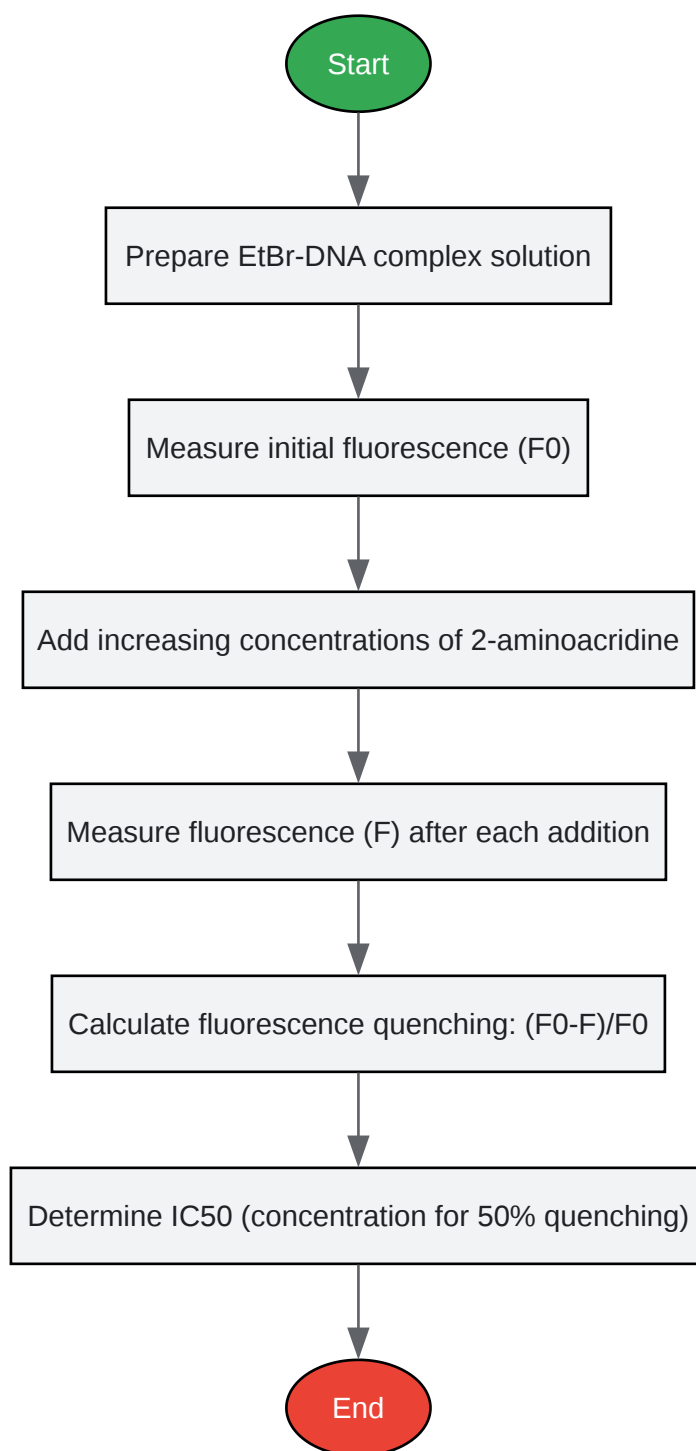 Start
Prepare EtBr-DNA complex solution
Measure initial fluorescence (F0)
Add increasing concentrations of 2-aminoacridine
Measure fluorescence (F) after each addition
Calculate fluorescence quenching: (F0-F)/F0
Determine IC50 (concentration for 50% quenching)
End